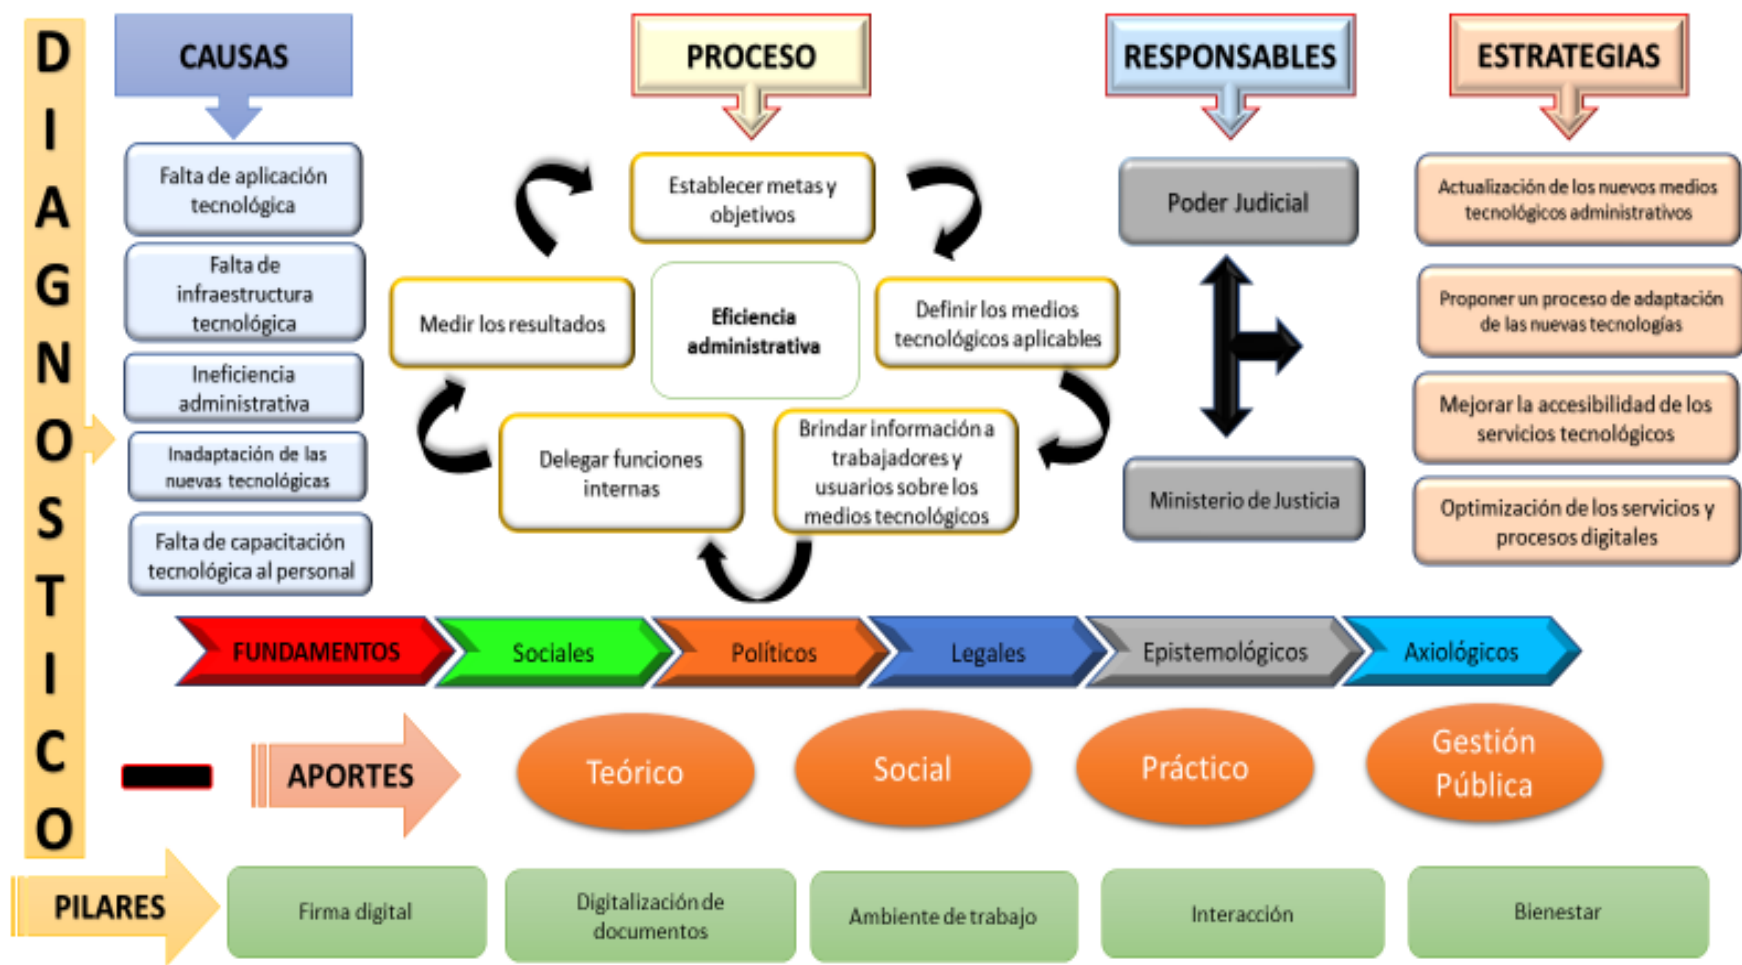 DIAGNOSTICO
CAUSAS
Falta de aplicación
tecnológica
Falta de
infraestructura
tecnológica
Ineficiencia
administrativa
Inadaptación de las
nuevas tecnológicas
Falta de capacitación
tecnológica al personal
PROCESO
Establecer metas y
objetivos
Definir los medios
tecnológicos aplicables
Brindar información a
trabajadores y
usuarios sobre los
medios tecnológicos
Delegar funciones
internas
Medir los resultados
Eficiencia
administrativa
RESPONSABLES
Poder Judicial
Ministerio de Justicia
ESTRATEGIAS
Actualización de los nuevos medios
tecnológicos administrativos
Proponer un proceso de adaptación
de las nuevas tecnologías
Mejorar la accesibilidad de los
servicios tecnológicos
Optimización de los servicios y
procesos digitales
FUNDAMENTOS
Sociales
Políticos
Legales
Epistemológicos
Axiológicos
APORTES
Teórico
Social
Práctico
Gestión
Pública
PILARES
Firma digital
Digitalización de
documentos
Ambiente de trabajo
Interacción
Bienestar